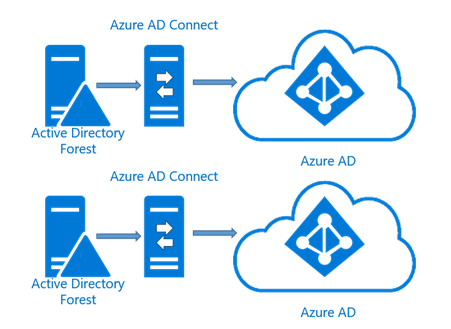 Azure AD Connect
Active Directory
Forest
Azure AD
Azure AD Connect
Active Directory
Forest
Azure AD